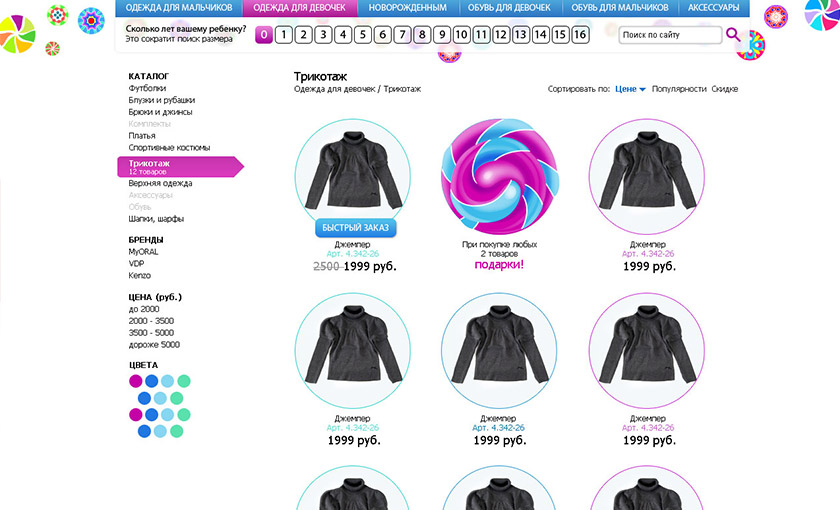 ОДЕЖДА ДЛЯ МАЛЬЧИКОВ ОДЕЖДА ДЛЯ ДЕВОЧЕК НОВОРОЖДЕННЫМ ОБУВЬ ДЛЯ ДЕВОЧЕК ОБУВЬ ДЛЯ МАЛЬЧИКОВ АКСЕССУАРЫ
Сколько лет вашему ребенку?
Это сократит поиск размера
0 1 2 3 4 5 6 7 8 9 10 11 12 13 14 15 16
Поиск по сайту
КАТАЛОГ
Футболки
Блузки и рубашки
Брюки и джинсы
Комплекты
Платья
Спортивные костюмы
Трикотаж
12 товаров
Верхняя одежда
Аксессуары
Обувь
Шапки, шарфы
БРЕНДЫ
MyORAL
VDP
Kenzo
ЦЕНА (руб.)
до 2000
2000 - 3500
3500 - 5000
дороже 5000
ЦВЕТА
Трикотаж
Одежда для девочек / Трикотаж
Сортировать по: Цене Популярности Скидке
БЫСТРЫЙ ЗАКАЗ
Джемпер
Арт. 4.342-26
2500 1999 руб.
При покупке любых
2 товаров
подарки!
Джемпер
Арт. 4.342-26
1999 руб.
Джемпер
Арт. 4.342-26
1999 руб.
Джемпер
Арт. 4.342-26
1999 руб.
Джемпер
Арт. 4.342-26
1999 руб.